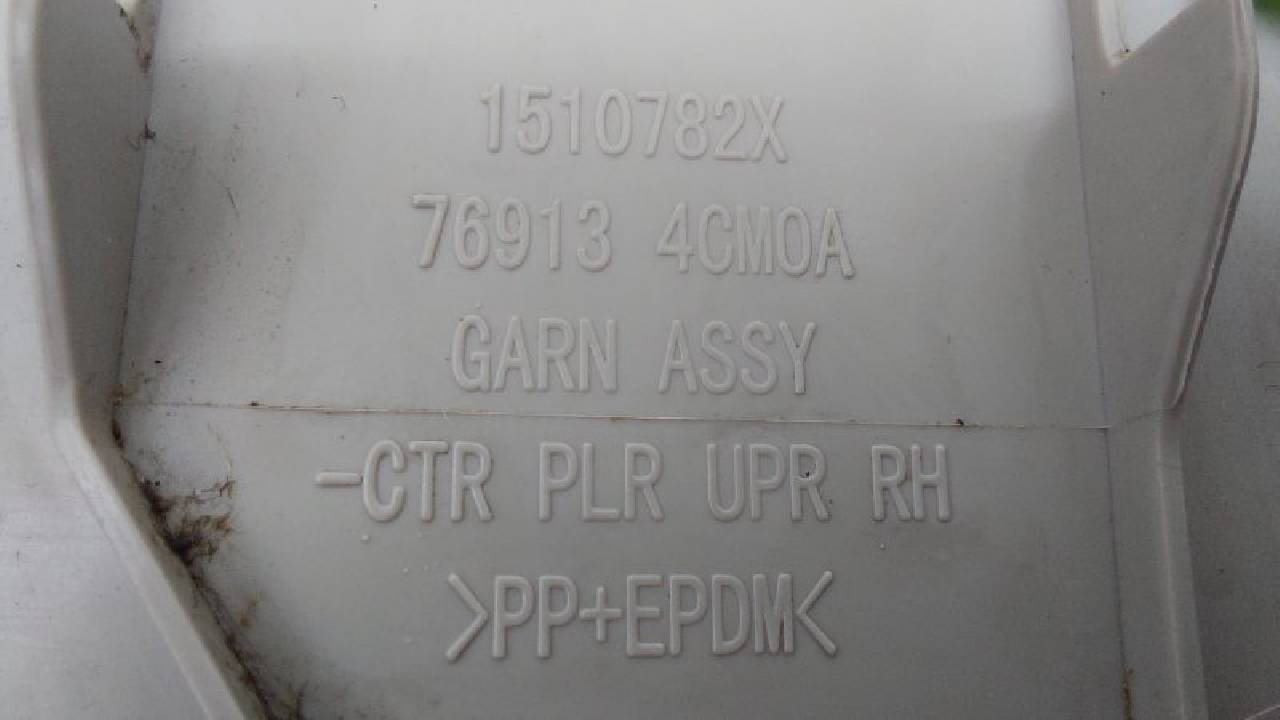 1510782X
76913 4CM0A
GARN ASSY
-CTR PLR UPR RH
>PP+EPDM<